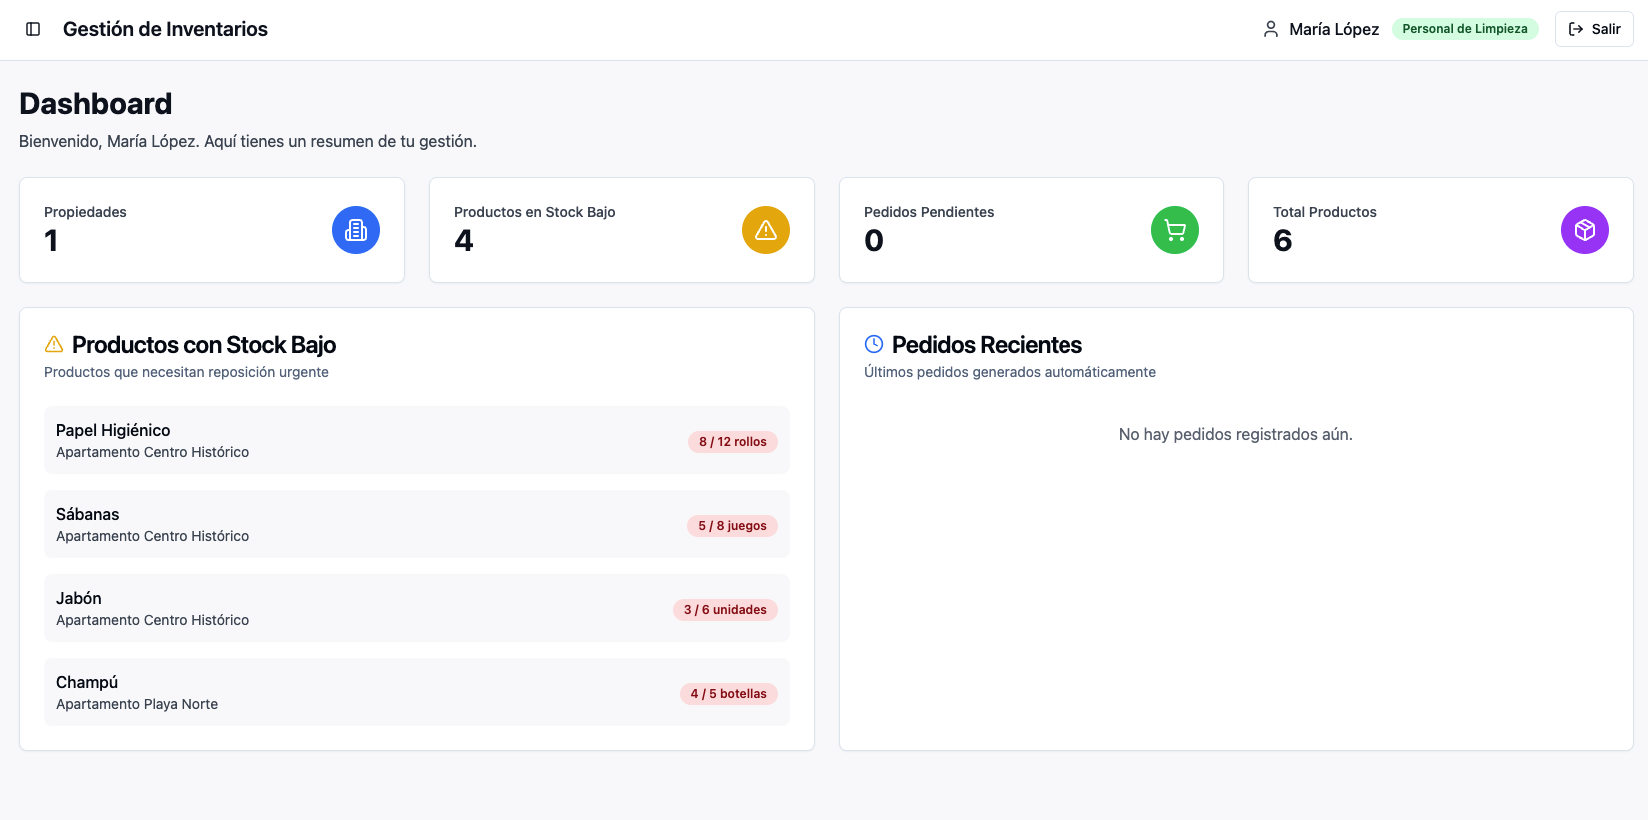 Gestión de Inventarios
María López
Personal de Limpieza
Salir
Dashboard
Bienvenido, María López. Aquí tienes un resumen de tu gestión.
Propiedades
1
Productos en Stock Bajo
4
Pedidos Pendientes
0
Total Productos
6
Productos con Stock Bajo
Productos que necesitan reposición urgente
Papel Higiénico
Apartamento Centro Histórico
8 / 12 rollos
Sábanas
Apartamento Centro Histórico
5 / 8 juegos
Jabón
Apartamento Centro Histórico
3 / 6 unidades
Champú
Apartamento Playa Norte
4 / 5 botellas
Pedidos Recientes
Últimos pedidos generados automáticamente
No hay pedidos registrados aún.